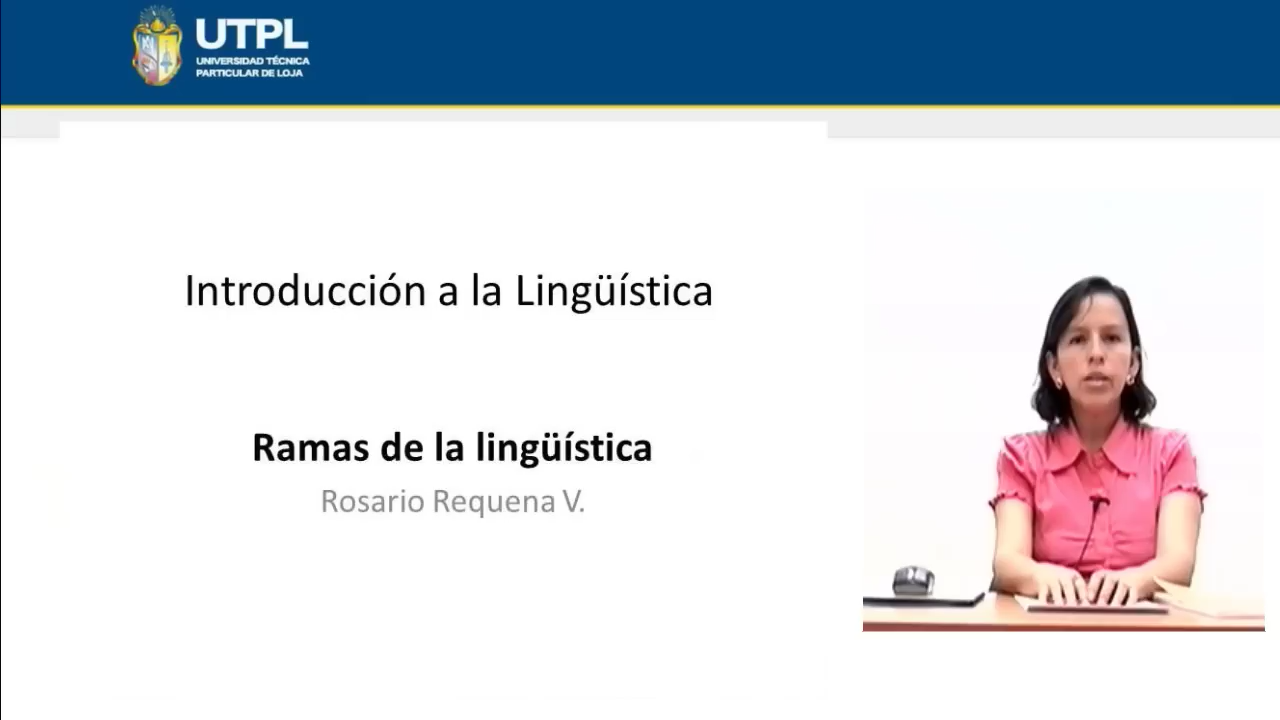 UTPL
UNIVERSIDAD TÉCNICA
PARTICULAR DE LOJA
Introducción a la Lingüística
Ramas de la lingüística
Rosario Requena V.